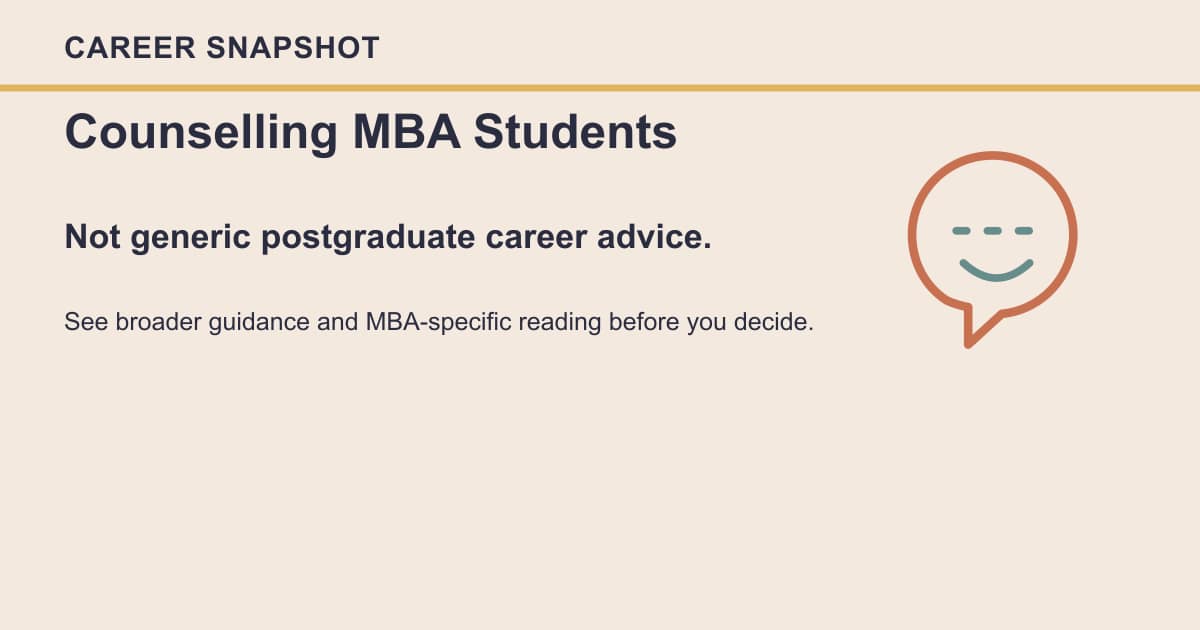 CAREER SNAPSHOT
Counselling MBA Students
Not generic postgraduate career advice.
See broader guidance and MBA-specific reading before you decide.